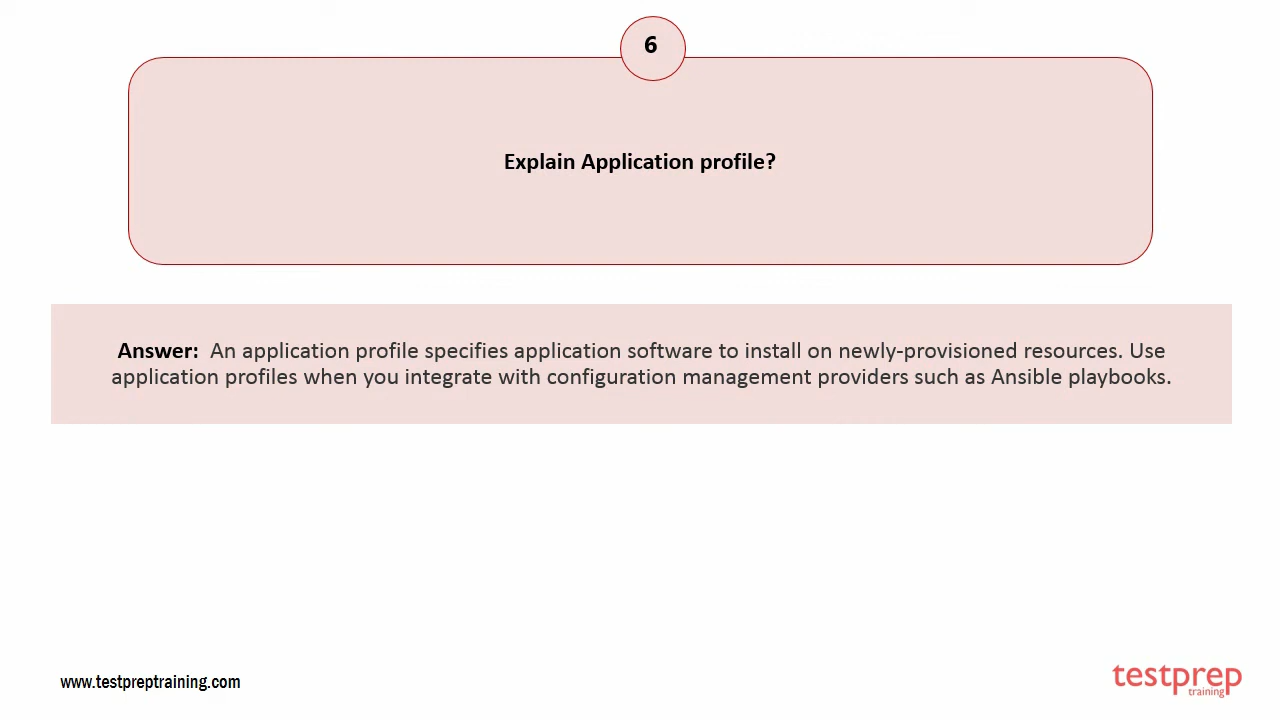 6
Explain Application profile?
Answer: An application profile specifies application software to install on newly-provisioned resources. Use
application profiles when you integrate with configuration management providers such as Ansible playbooks.
www.testpreptraining.com
testprep
training